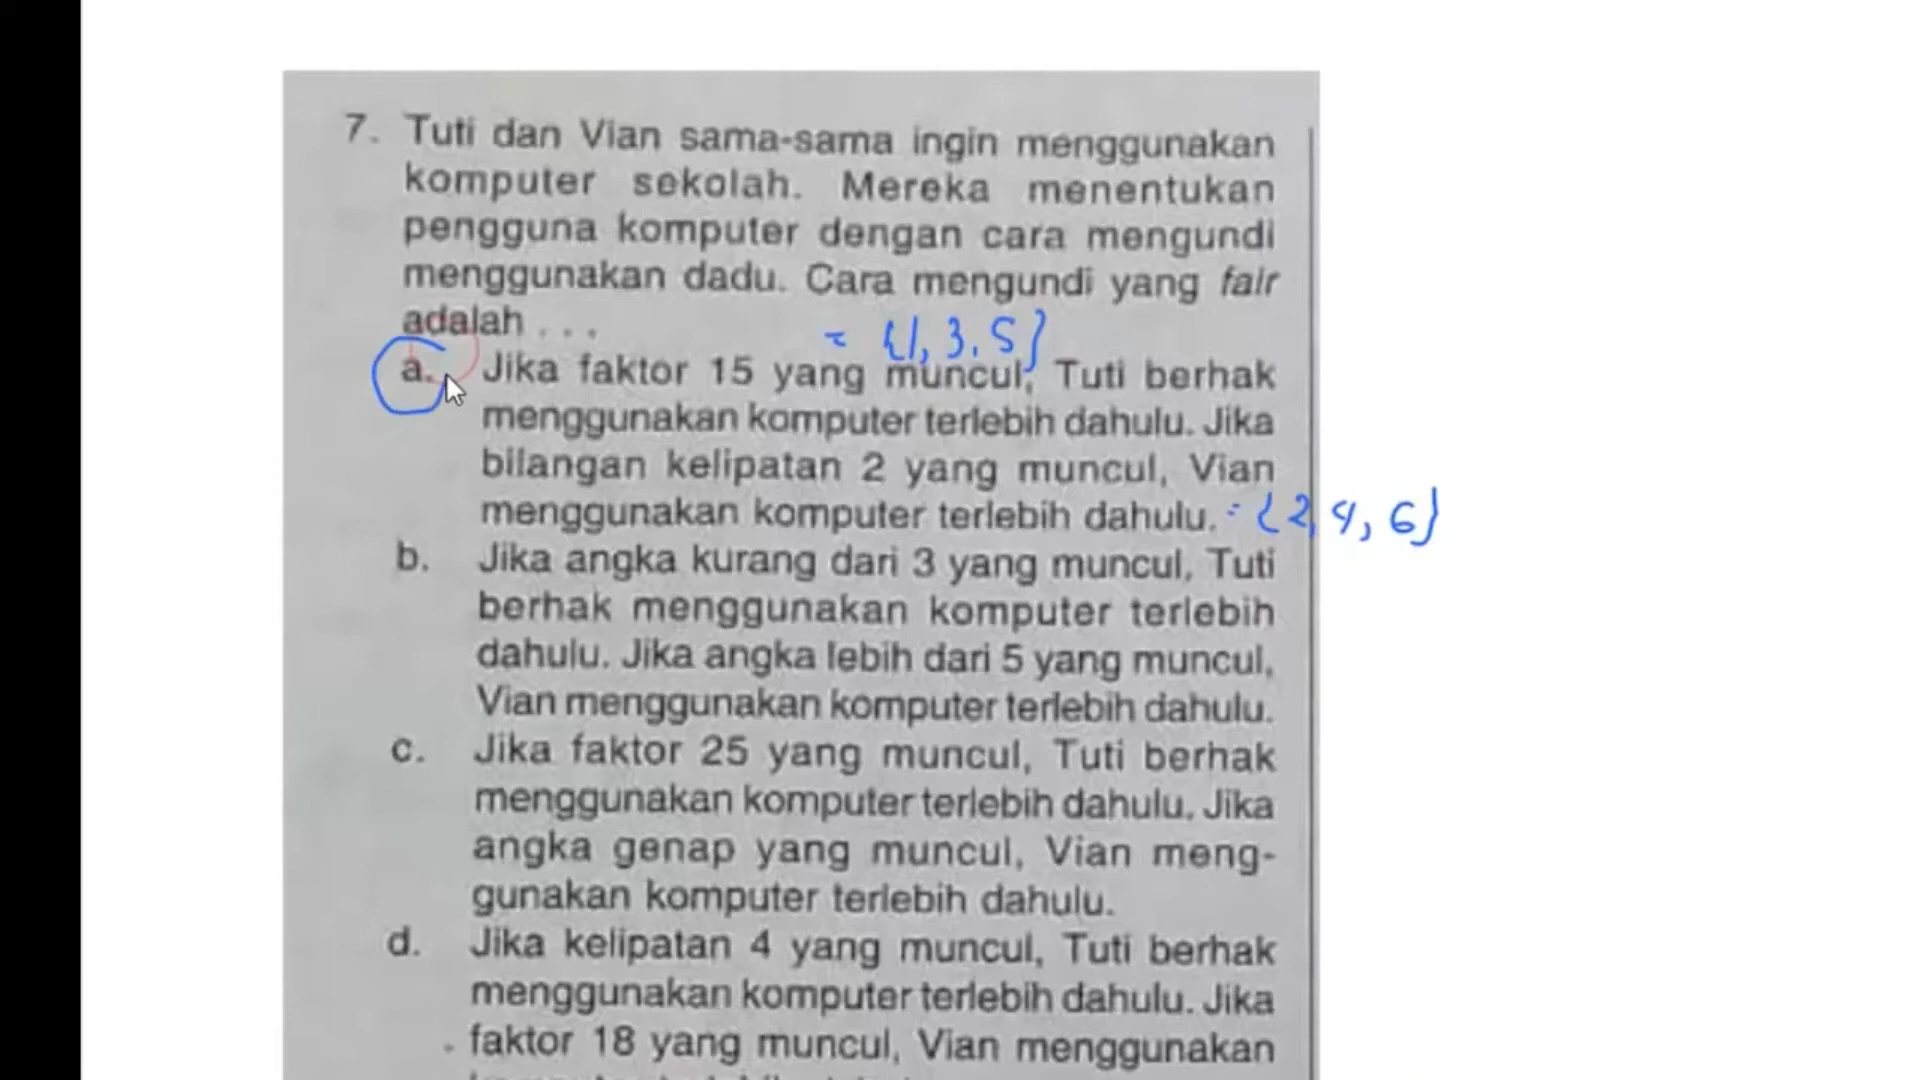 7. Tuti dan Vian sama-sama ingin menggunakan
komputer sekolah. Mereka menentukan
pengguna komputer dengan cara mengundi
menggunakan dadu. Cara mengundi yang fair
adalah . . .
= {1, 3, 5}
a. Jika faktor 15 yang muncul, Tuti berhak
menggunakan komputer terlebih dahulu. Jika
bilangan kelipatan 2 yang muncul, Vian
menggunakan komputer terlebih dahulu. = {2, 4, 6}
b. Jika angka kurang dari 3 yang muncul, Tuti
berhak menggunakan komputer terlebih
dahulu. Jika angka lebih dari 5 yang muncul,
Vian menggunakan komputer terlebih dahulu.
c. Jika faktor 25 yang muncul, Tuti berhak
menggunakan komputer terlebih dahulu. Jika
angka genap yang muncul, Vian meng-
gunakan komputer terlebih dahulu.
d. Jika kelipatan 4 yang muncul, Tuti berhak
menggunakan komputer terlebih dahulu. Jika
faktor 18 yang muncul, Vian menggunakan